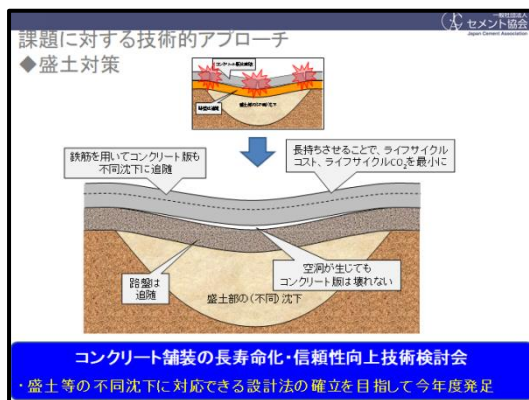 一般社団法人
セメント協会
Japan Cement Association
課題に対する技術的アプローチ
◆盛土対策
鉄筋を用いてコンクリート版も
不同沈下に追随
長持ちさせることで、ライフサイクル
コスト、ライフサイクルCO₂を最小に
路盤は
追随
空洞が生じても
コンクリート版は壊れない
盛土部の(不同)沈下
コンクリート舗装の長寿命化・信頼性向上技術検討会
・盛土等の不同沈下に対応できる設計法の確立を目指して今年度発足